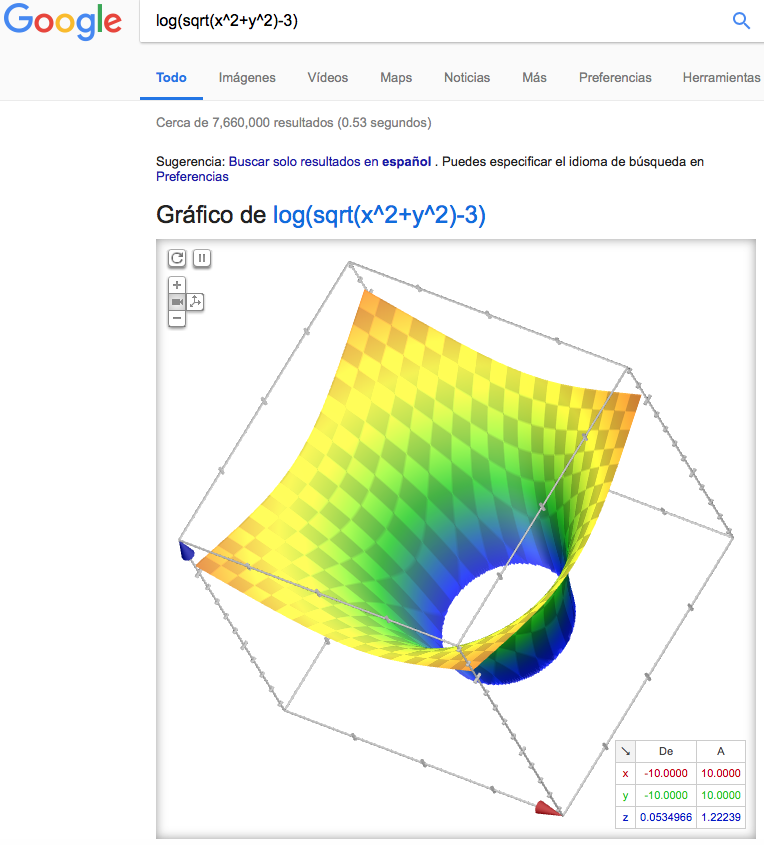 Google
log(sqrt(x^2+y^2)-3)
Todo Imágenes Vídeos Maps Noticias Más Preferencias Herramientas
Cerca de 7,660,000 resultados (0.53 segundos)
Sugerencia: Buscar solo resultados en español . Puedes especificar el idioma de búsqueda en
Preferencias
Gráfico de log(sqrt(x^2+y^2)-3)
De A
x -10.0000 10.0000
y -10.0000 10.0000
z 0.0534966 1.22239